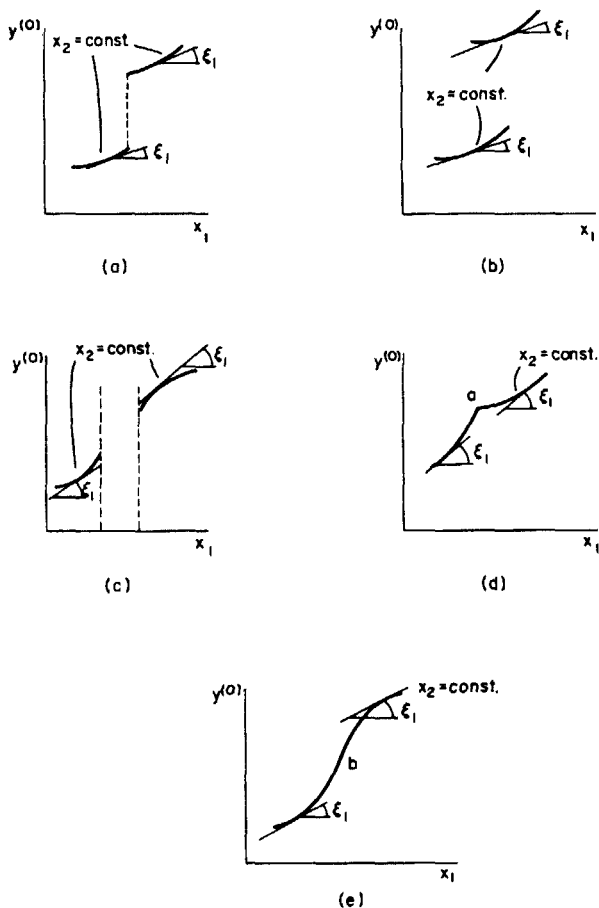 y⁽⁰⁾
x₂ = const.
ξ₁
ξ₁
x₁
(a)
y⁽⁰⁾
ξ₁
x₂ = const.
ξ₁
x₁
(b)
y⁽⁰⁾
x₂ = const.
ξ₁
ξ₁
x₁
(c)
y⁽⁰⁾
x₂ = const.
a
ξ₁
ξ₁
x₁
(d)
y⁽⁰⁾
x₂ = const.
ξ₁
b
ξ₁
x₁
(e)